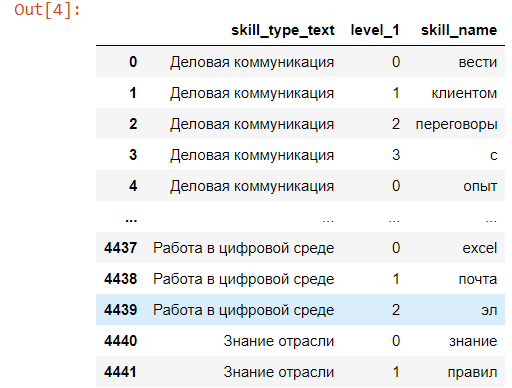 Out[4]:
skill_type_text level_1 skill_name
0 Деловая коммуникация 0 вести
1 Деловая коммуникация 1 клиентом
2 Деловая коммуникация 2 переговоры
3 Деловая коммуникация 3 с
4 Деловая коммуникация 0 опыт
... ... ... ...
4437 Работа в цифровой среде 0 excel
4438 Работа в цифровой среде 1 почта
4439 Работа в цифровой среде 2 эл
4440 Знание отрасли 0 знание
4441 Знание отрасли 1 правил